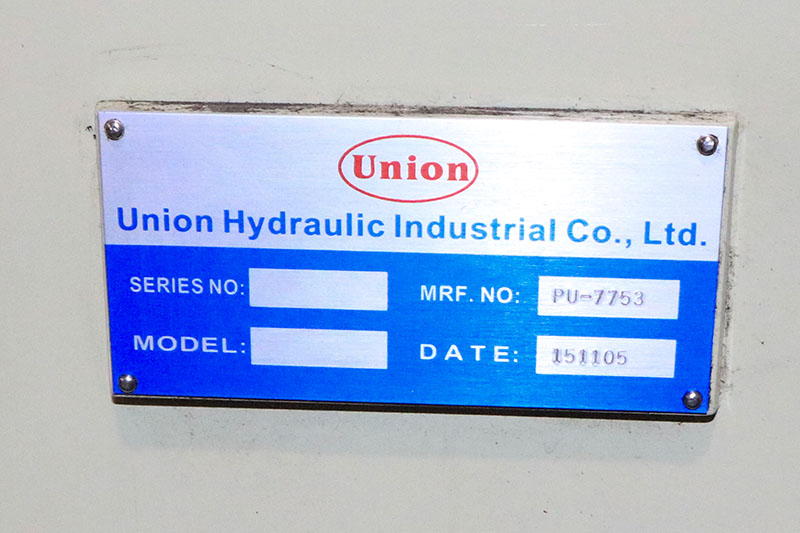 Union
Union Hydraulic Industrial Co., Ltd.
SERIES NO:
MRF. NO: PU-7753
MODEL:
DATE: 151105